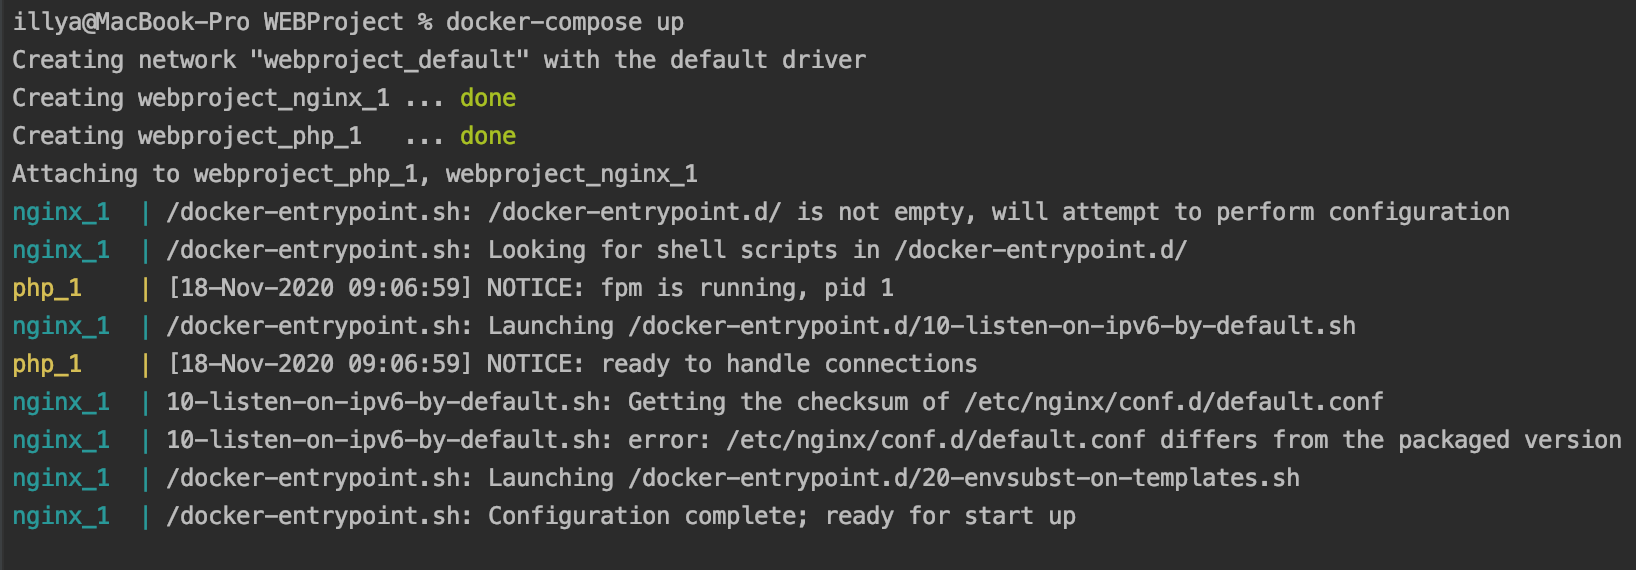 illya@MacBook-Pro WEBProject % docker-compose up
Creating network "webproject_default" with the default driver
Creating webproject_nginx_1 ... done
Creating webproject_php_1   ... done
Attaching to webproject_php_1, webproject_nginx_1
nginx_1  | /docker-entrypoint.sh: /docker-entrypoint.d/ is not empty, will attempt to perform configuration
nginx_1  | /docker-entrypoint.sh: Looking for shell scripts in /docker-entrypoint.d/
php_1    | [18-Nov-2020 09:06:59] NOTICE: fpm is running, pid 1
nginx_1  | /docker-entrypoint.sh: Launching /docker-entrypoint.d/10-listen-on-ipv6-by-default.sh
php_1    | [18-Nov-2020 09:06:59] NOTICE: ready to handle connections
nginx_1  | 10-listen-on-ipv6-by-default.sh: Getting the checksum of /etc/nginx/conf.d/default.conf
nginx_1  | 10-listen-on-ipv6-by-default.sh: error: /etc/nginx/conf.d/default.conf differs from the packaged version
nginx_1  | /docker-entrypoint.sh: Launching /docker-entrypoint.d/20-envsubst-on-templates.sh
nginx_1  | /docker-entrypoint.sh: Configuration complete; ready for start up